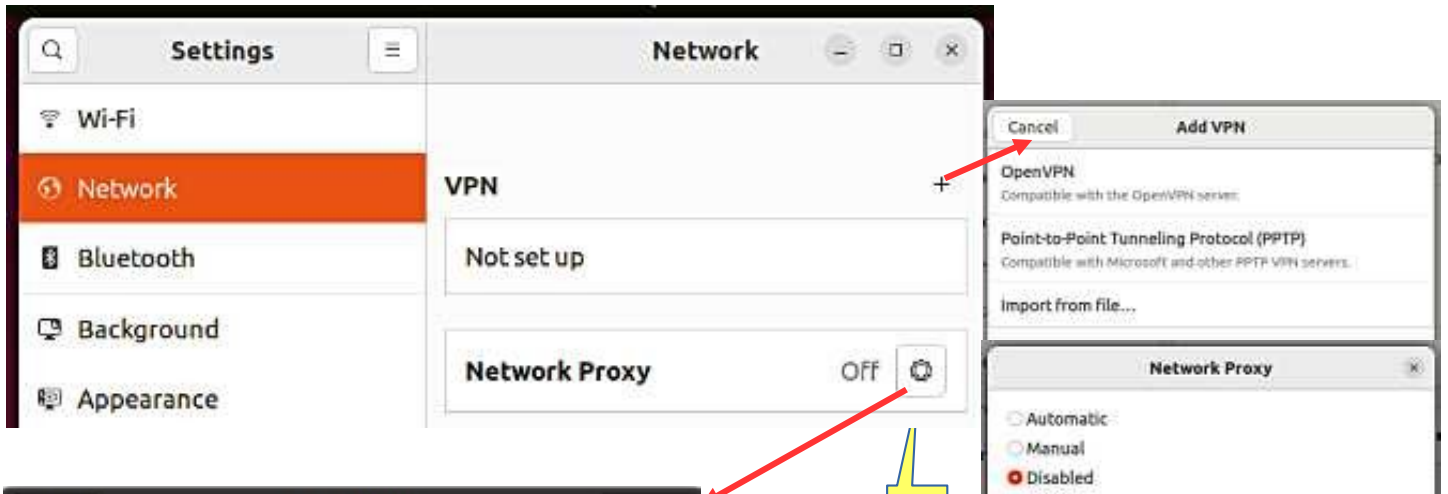 Settings
Network
Wi-Fi
Network
Bluetooth
Background
Appearance
VPN
+
Not set up
Network Proxy
Off
Cancel
Add VPN
OpenVPN
Compatible with the OpenVPN server.
Point-to-Point Tunneling Protocol (PPTP)
Compatible with Microsoft and other PPTP VPN servers.
Import from file...
Network Proxy
Automatic
Manual
Disabled